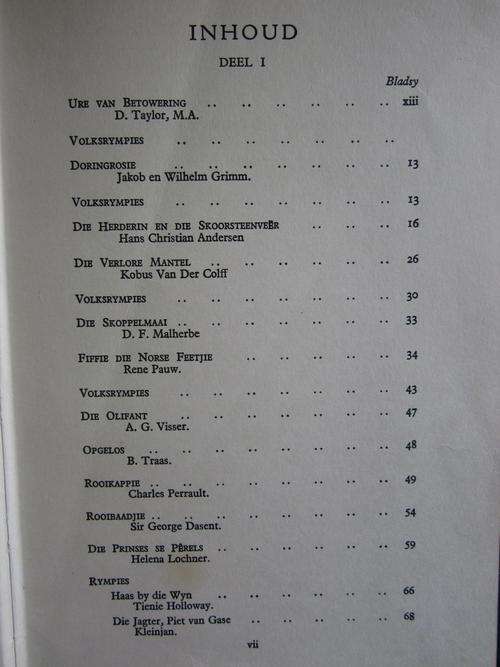 INHOUD
DEEL I
Bladsy
Ure van Betowering .. .. .. .. .. .. xiii
D. Taylor, M.A.
Volksrympies .. .. .. .. .. .. ..
Doringrosie .. .. .. .. .. .. .. 13
Jakob en Wilhelm Grimm.
Volksrympies .. .. .. .. .. .. .. 13
Die Herderin en die Skoorsteenveër .. .. .. 16
Hans Christian Andersen
Die Verlore Mantel .. .. .. .. .. .. 26
Kobus Van Der Colff
Volksrympies .. .. .. .. .. .. .. 30
Die Skoppelmaai .. .. .. .. .. .. .. 33
D. F. Malherbe
Fiffie die Norse Feetjie .. .. .. .. .. 34
Rene Pauw.
Volksrympies .. .. .. .. .. .. .. 43
Die Olifant .. .. .. .. .. .. .. 47
A. G. Visser.
Opgelos .. .. .. .. .. .. .. .. 48
B. Traas.
Rooikappie .. .. .. .. .. .. .. .. 49
Charles Perrault.
Rooibaadjie .. .. .. .. .. .. .. .. 54
Sir George Dasent.
Die Prinses se Pêrels .. .. .. .. .. .. 59
Helena Lochner.
Rympies
Haas by die Wyn .. .. .. .. .. .. 66
Tienie Holloway.
Die Jagter, Piet van Gase .. .. .. .. .. 68
Kleinjan.
vii